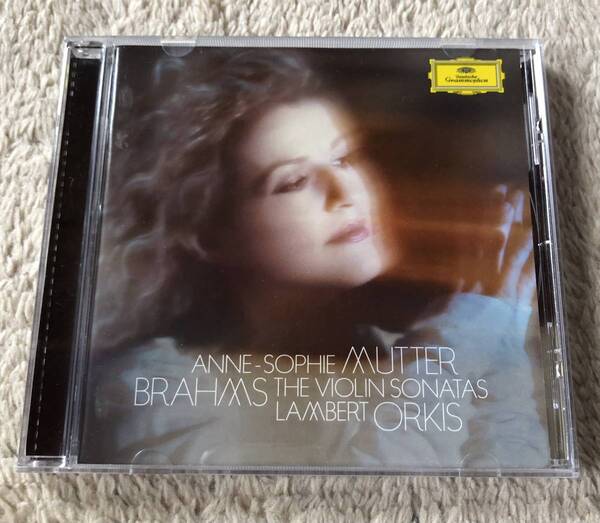 Deutsche
Grammophon
ANNE-SOPHIE MUTTER
BRAHMS THE VIOLIN SONATAS
LAMBERT ORKIS